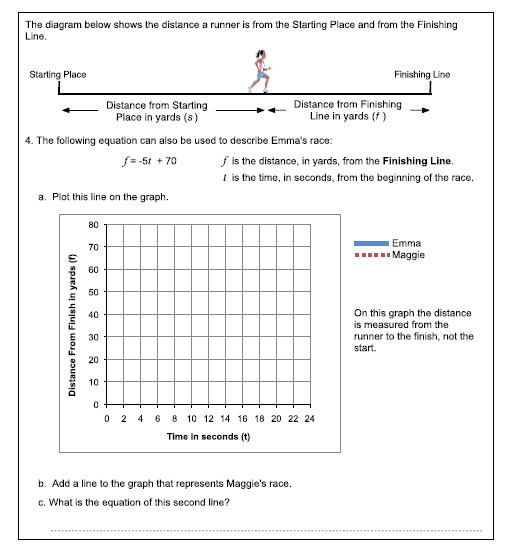 The diagram below shows the distance a runner is from the Starting Place and from the Finishing
Line.
Starting Place
Finishing Line
Distance from Starting
Place in yards (s)
Distance from Finishing
Line in yards (f)
4. The following equation can also be used to describe Emma's race:
f = -5t + 70
f is the distance, in yards, from the Finishing Line.
t is the time, in seconds, from the beginning of the race.
a. Plot this line on the graph.
Distance From Finish in yards (f)
80
70
60
50
40
30
20
10
0
0 2 4 6 8 10 12 14 16 18 20 22 24
Time in seconds (t)
Emma
Maggie
On this graph the distance
is measured from the
runner to the finish, not the
start.
b. Add a line to the graph that represents Maggie's race.
c. What is the equation of this second line?